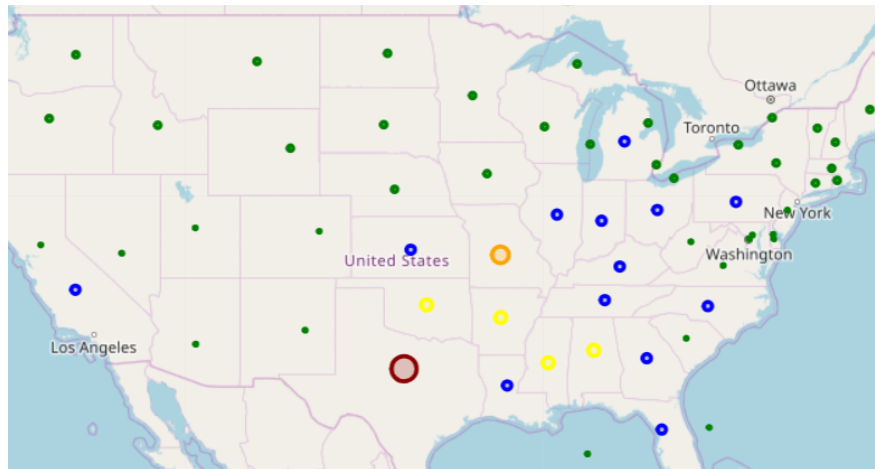 Ottawa
Toronto
New York
Washington
United States
Los Angeles